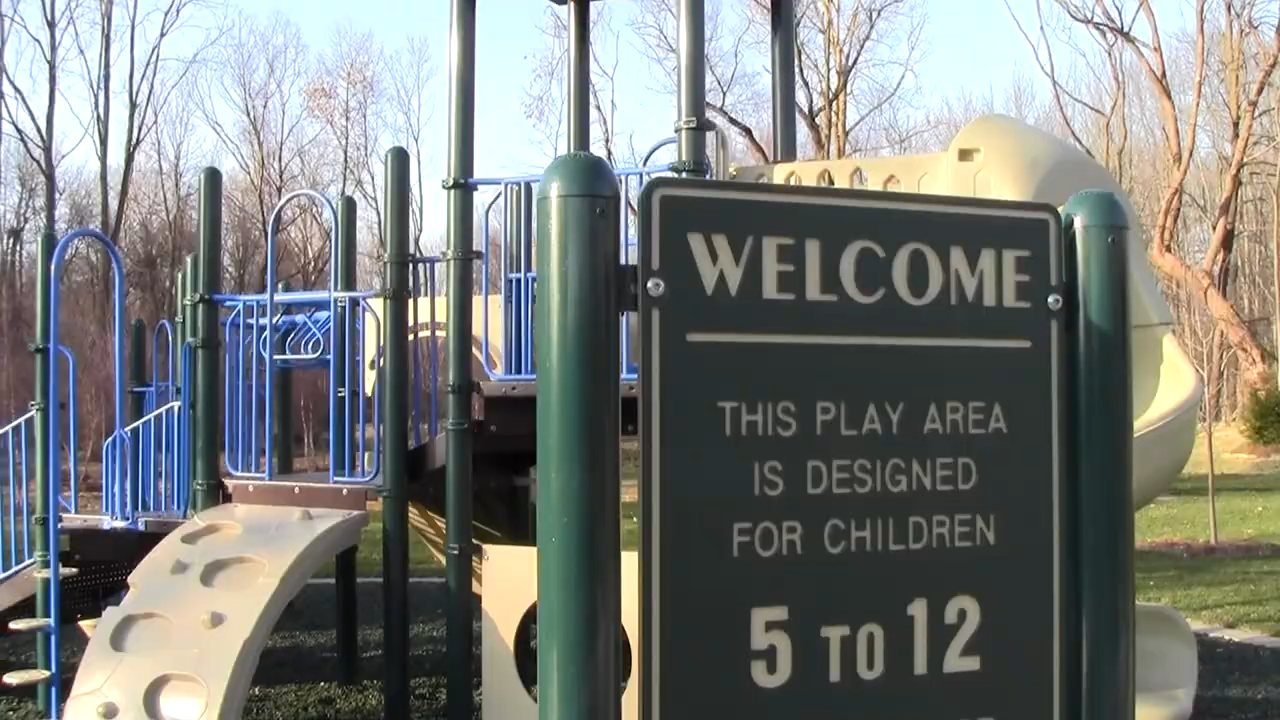 WELCOME
THIS PLAY AREA
IS DESIGNED
FOR CHILDREN
5 TO 12